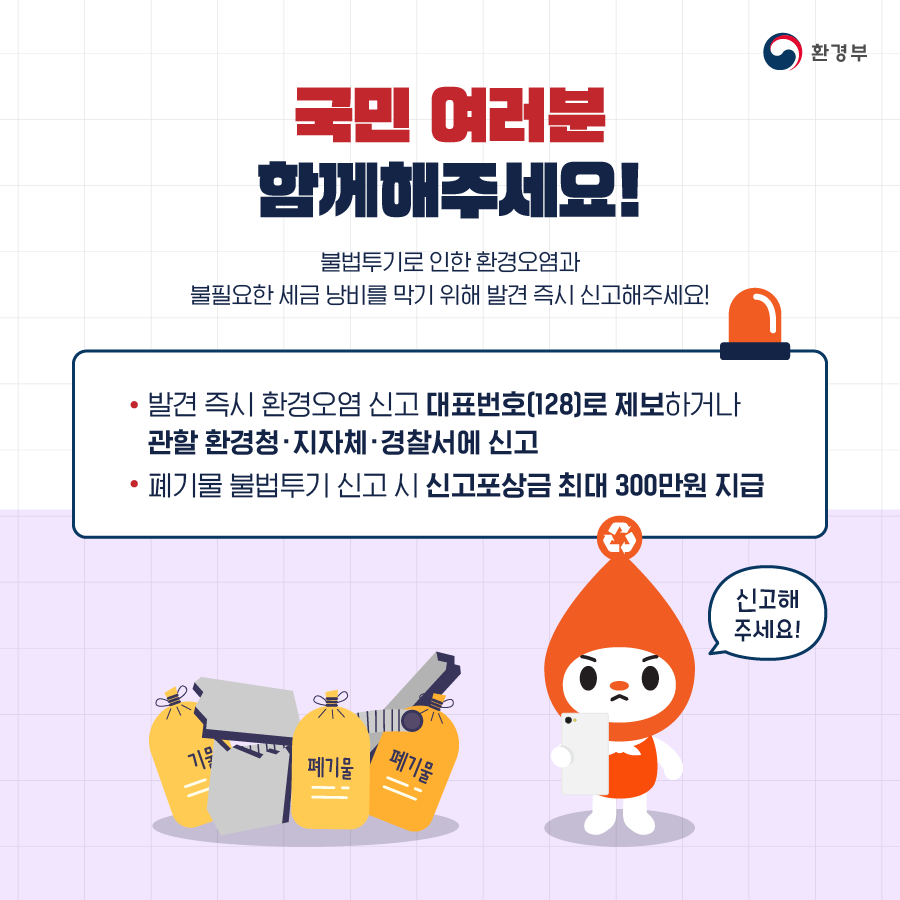 환경부
국민 여러분
함께해주세요!
불법투기로 인한 환경오염과
불필요한 세금 낭비를 막기 위해 발견 즉시 신고해주세요!
• 발견 즉시 환경오염 신고 대표번호(128)로 제보하거나
관할 환경청·지자체·경찰서에 신고
• 폐기물 불법투기 신고 시 신고포상금 최대 300만원 지급
신고해
주세요!
기물
폐기물
폐기물